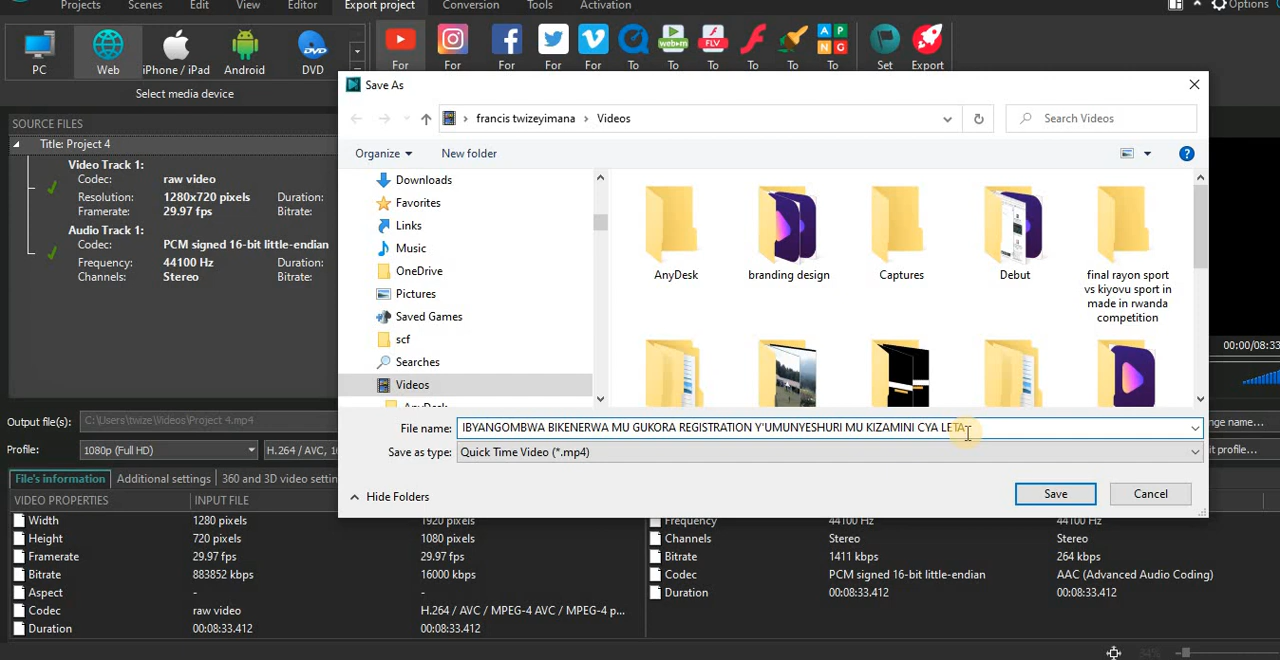 Projects Scenes Edit View Editor Export project Conversion Tools Activation Options
PC Web iPhone / iPad Android DVD
For For For For For To To To To To To Set Export
Select media device
SOURCE FILES
Title: Project 4
Video Track 1:
Codec: raw video
Resolution: 1280x720 pixels Duration:
Framerate: 29.97 fps Bitrate:
Audio Track 1:
Codec: PCM signed 16-bit little-endian
Frequency: 44100 Hz Duration:
Channels: Stereo Bitrate:
Save As
francis twizeyimana Videos
Search Videos
Organize New folder
Downloads
Favorites
Links
Music
OneDrive
Pictures
Saved Games
scf
Searches
Videos
AnyDesk
branding design
Captures
Debut
final rayon sport
vs kiyovu sport in
made in rwanda
competition
File name: IBYANGOMBWA BIKENERWA MU GUKORA REGISTRATION Y'UMUNYESHURI MU KIZAMINI CYA LETA
Save as type: Quick Time Video (*.mp4)
Hide Folders
Save Cancel
00:00/08:33
Output file(s): C:\Users\twize\Videos\Project 4.mp4
Profile: 1080p (Full HD) H.264 / AVC,
File's information Additional settings
VIDEO PROPERTIES INPUT FILE
Width 1280 pixels 1920 pixels
Height 720 pixels 1080 pixels
Framerate 29.97 fps 29.97 fps
Bitrate 883852 kbps 16000 kbps
Aspect - -
Codec raw video H.264 / AVC / MPEG-4 AVC / MPEG-4 p...
Duration 00:08:33.412 00:08:33.412
Frequency 44100 Hz 44100 Hz
Channels Stereo Stereo
Bitrate 1411 kbps 264 kbps
Codec PCM signed 16-bit little-endian AAC (Advanced Audio Coding)
Duration 00:08:33.412 00:08:33.412
34%